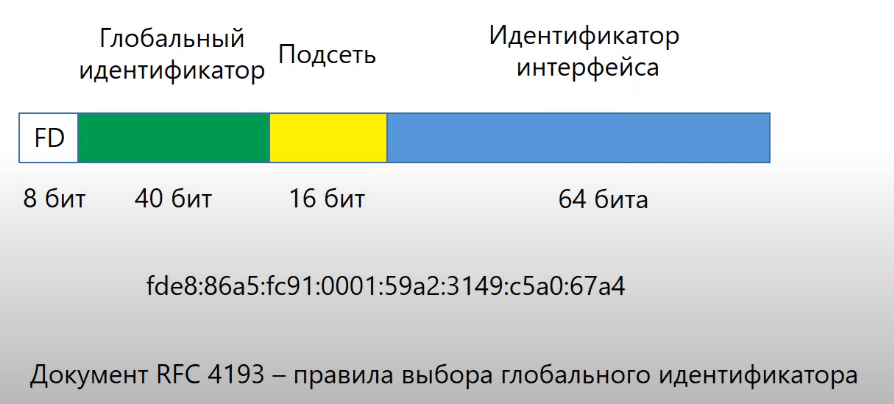 Глобальный
идентификатор
Подсеть
Идентификатор
интерфейса
FD
8 бит
40 бит
16 бит
64 бита
fde8:86a5:fc91:0001:59a2:3149:c5a0:67a4
Документ RFC 4193 – правила выбора глобального идентификатора